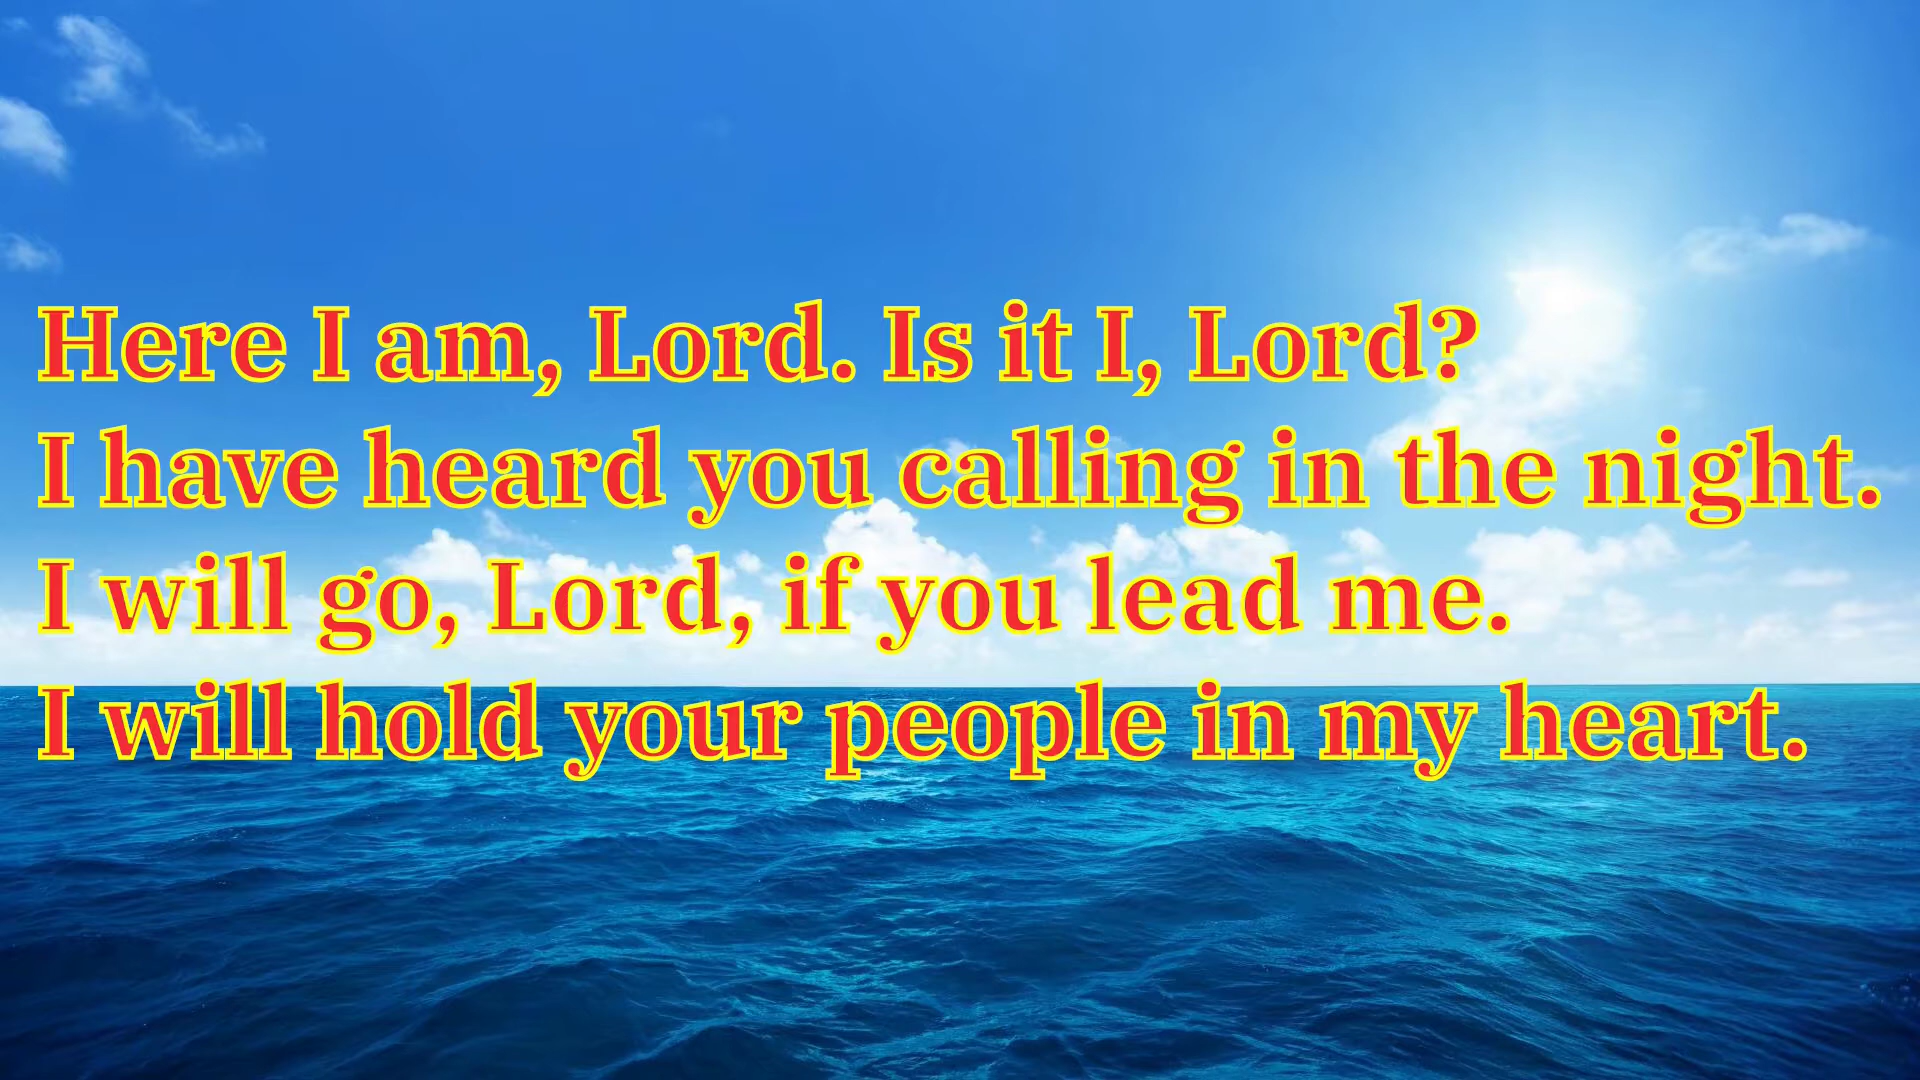 Here I am, Lord. Is it I, Lord?
I have heard you calling in the night.
I will go, Lord, if you lead me.
I will hold your people in my heart.